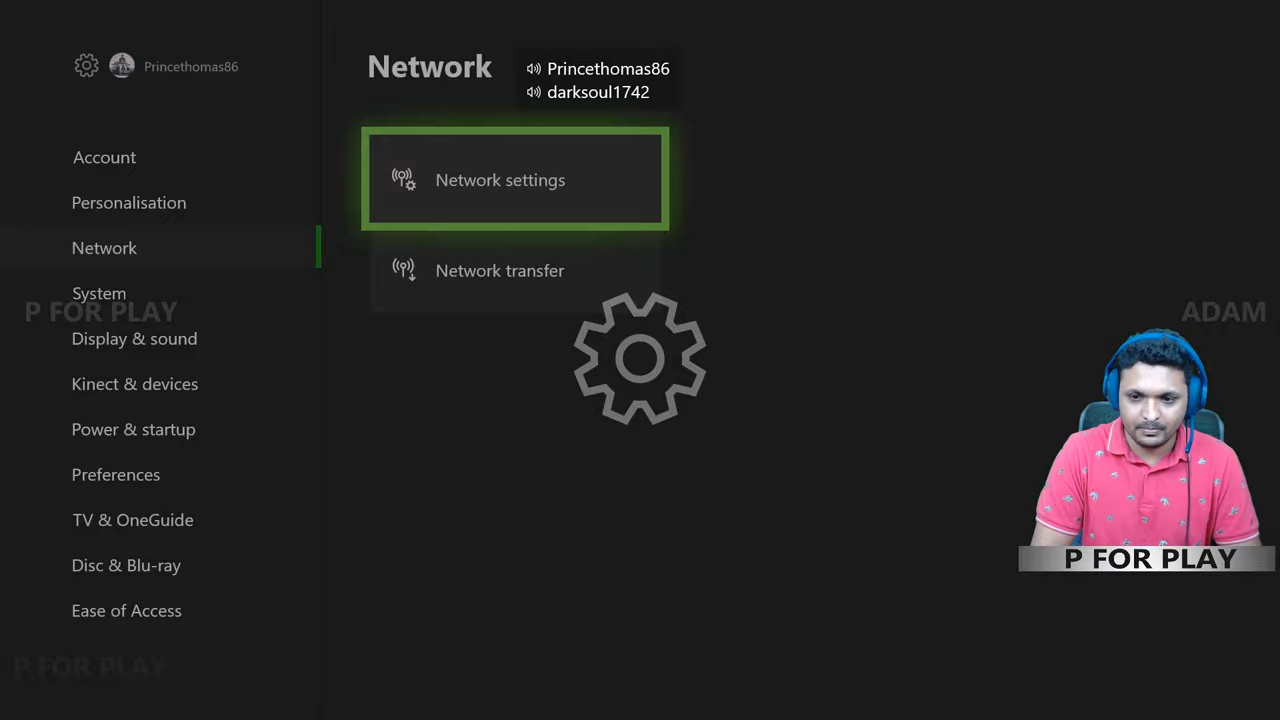 Princethomas86
Network
Princethomas86
darksoul1742
Account
Personalisation
Network
System
Display & sound
Kinect & devices
Power & startup
Preferences
TV & OneGuide
Disc & Blu-ray
Ease of Access
Network settings
Network transfer
P FOR PLAY
ADAM
P FOR PLAY
P FOR PLAY